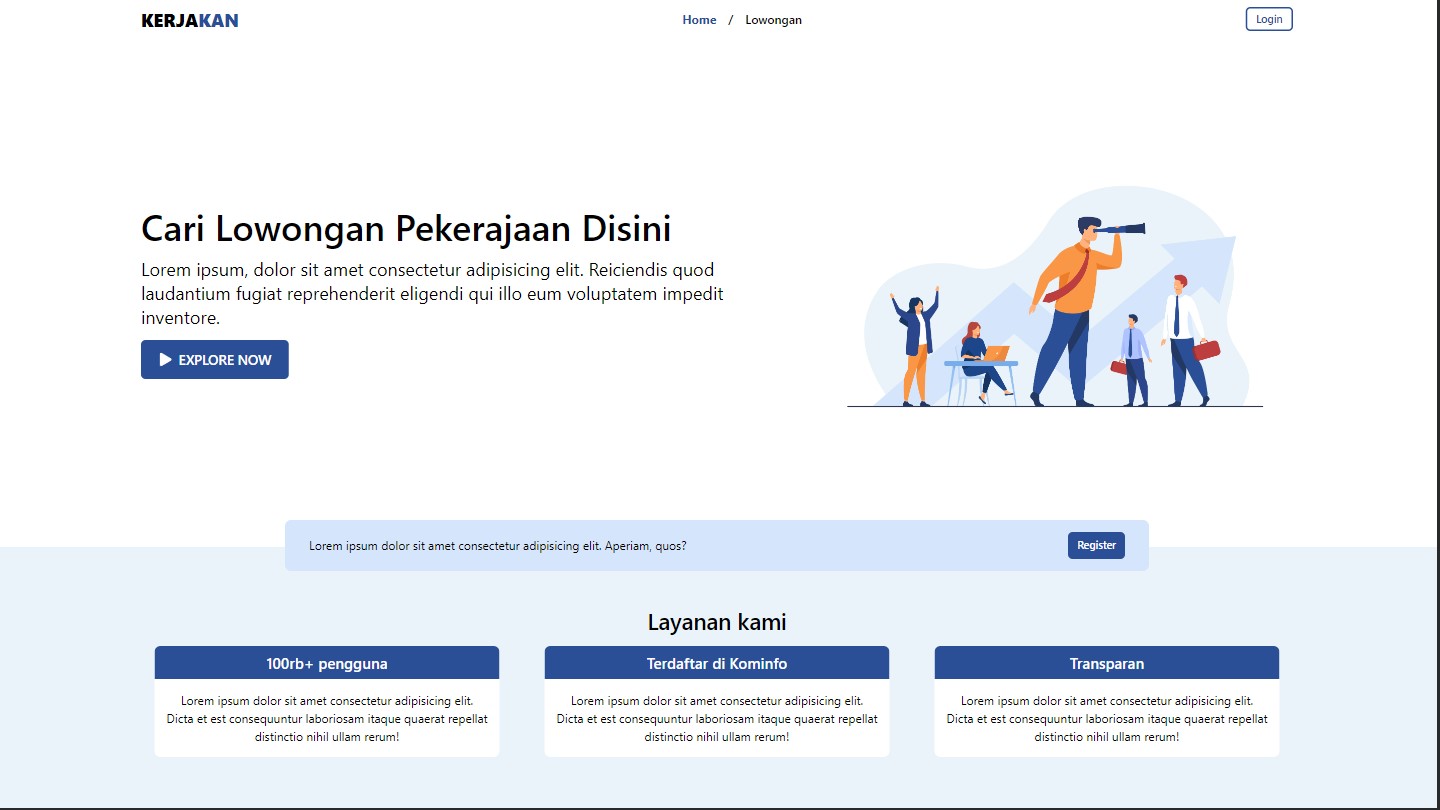 KERJAKAN
Home / Lowongan
Login
Cari Lowongan Pekerajaan Disini
Lorem ipsum, dolor sit amet consectetur adipisicing elit. Reiciendis quod
laudantium fugiat reprehenderit eligendi qui illo eum voluptatem impedit
inventore.
EXPLORE NOW
Lorem ipsum dolor sit amet consectetur adipisicing elit. Aperiam, quos?
Register
Layanan kami
100rb+ pengguna
Lorem ipsum dolor sit amet consectetur adipisicing elit.
Dicta et est consequuntur laboriosam itaque quaerat repellat
distinctio nihil ullam rerum!
Terdaftar di Kominfo
Lorem ipsum dolor sit amet consectetur adipisicing elit.
Dicta et est consequuntur laboriosam itaque quaerat repellat
distinctio nihil ullam rerum!
Transparan
Lorem ipsum dolor sit amet consectetur adipisicing elit.
Dicta et est consequuntur laboriosam itaque quaerat repellat
distinctio nihil ullam rerum!